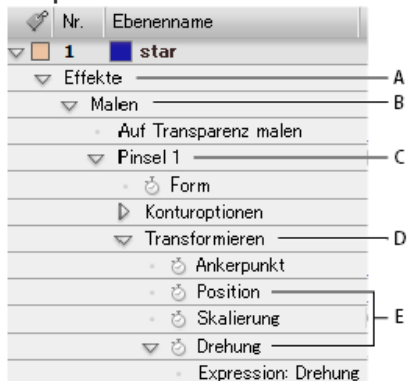 Nr. Ebenenname
1 star
Effekte A
Malen B
Auf Transparenz malen
Pinsel 1 C
Form
Konturoptionen
Transformieren D
Ankerpunkt
Position
Skalierung E
Drehung
Expression: Drehung